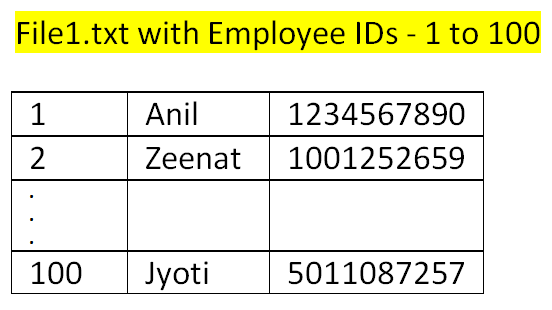 File1.txt with Employee IDs - 1 to 100
1 Anil 1234567890
2 Zeenat 1001252659
.
.
.
100 Jyoti 5011087257